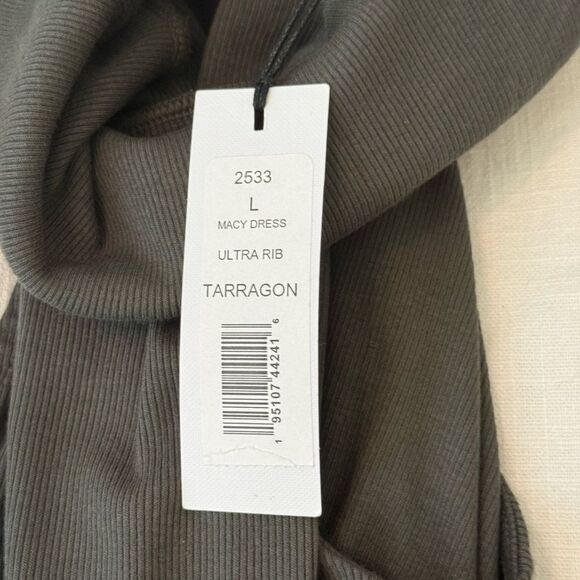 2533
L
MACY DRESS
ULTRA RIB
TARRAGON
1 95107 44241 6